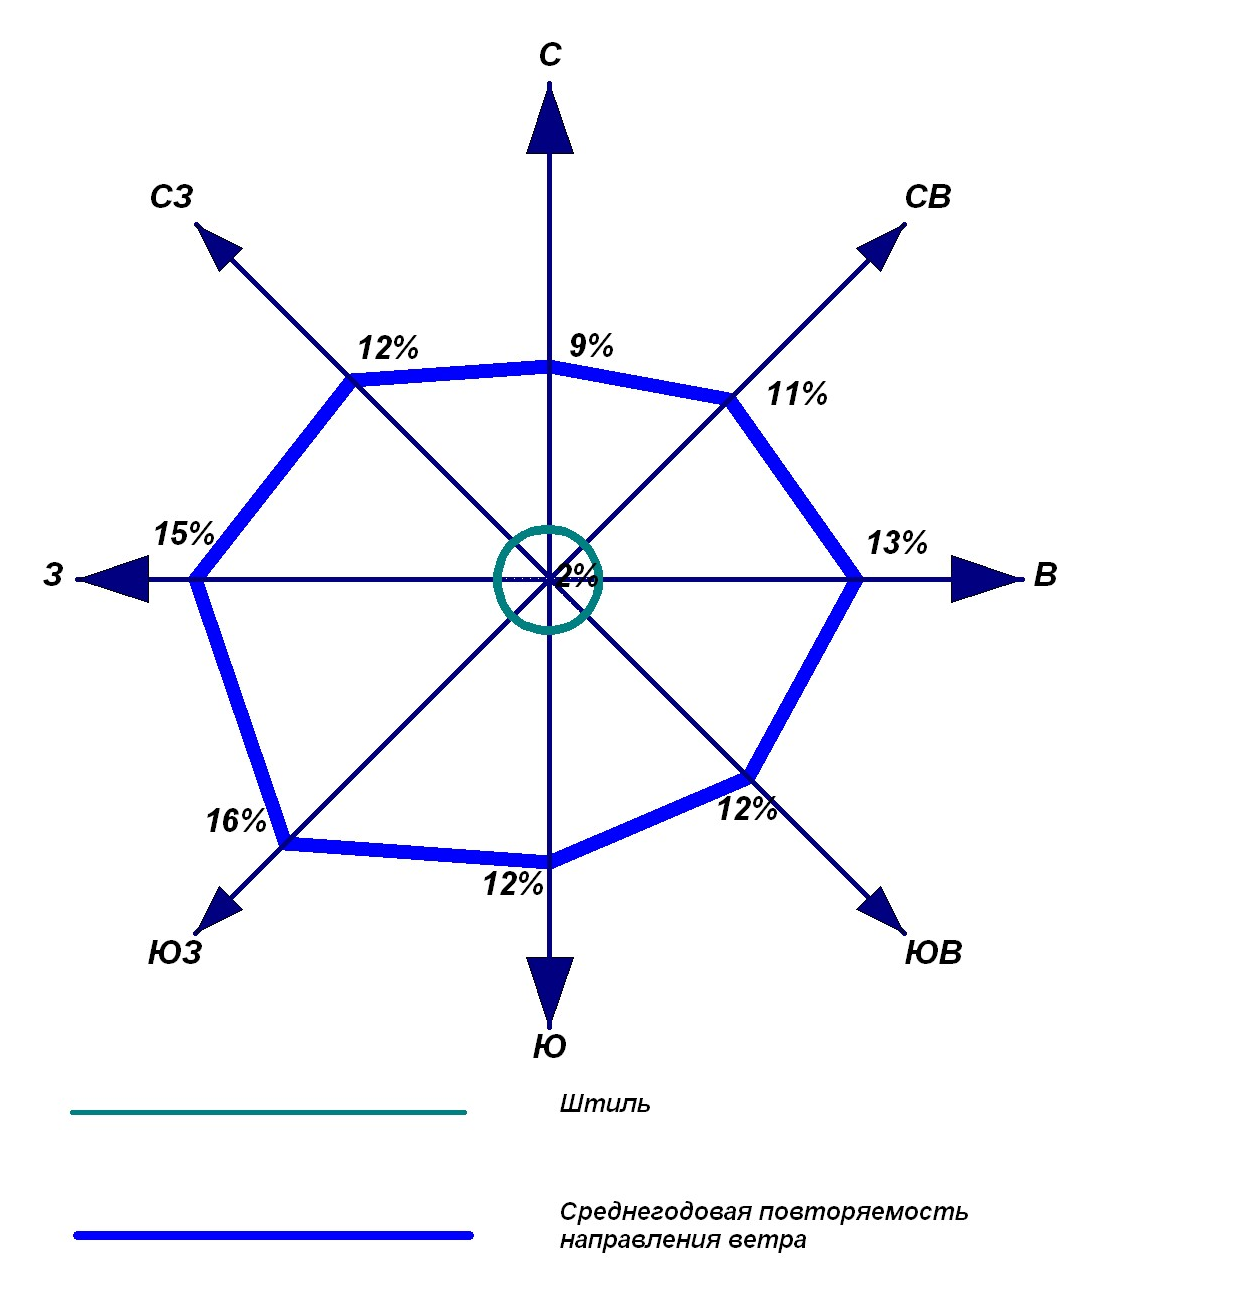 С
СЗ
СВ
12%
9%
11%
15%
13%
З
2%
В
16%
12%
12%
ЮЗ
ЮВ
Ю
Штиль
Среднегодовая повторяемость
направления ветра